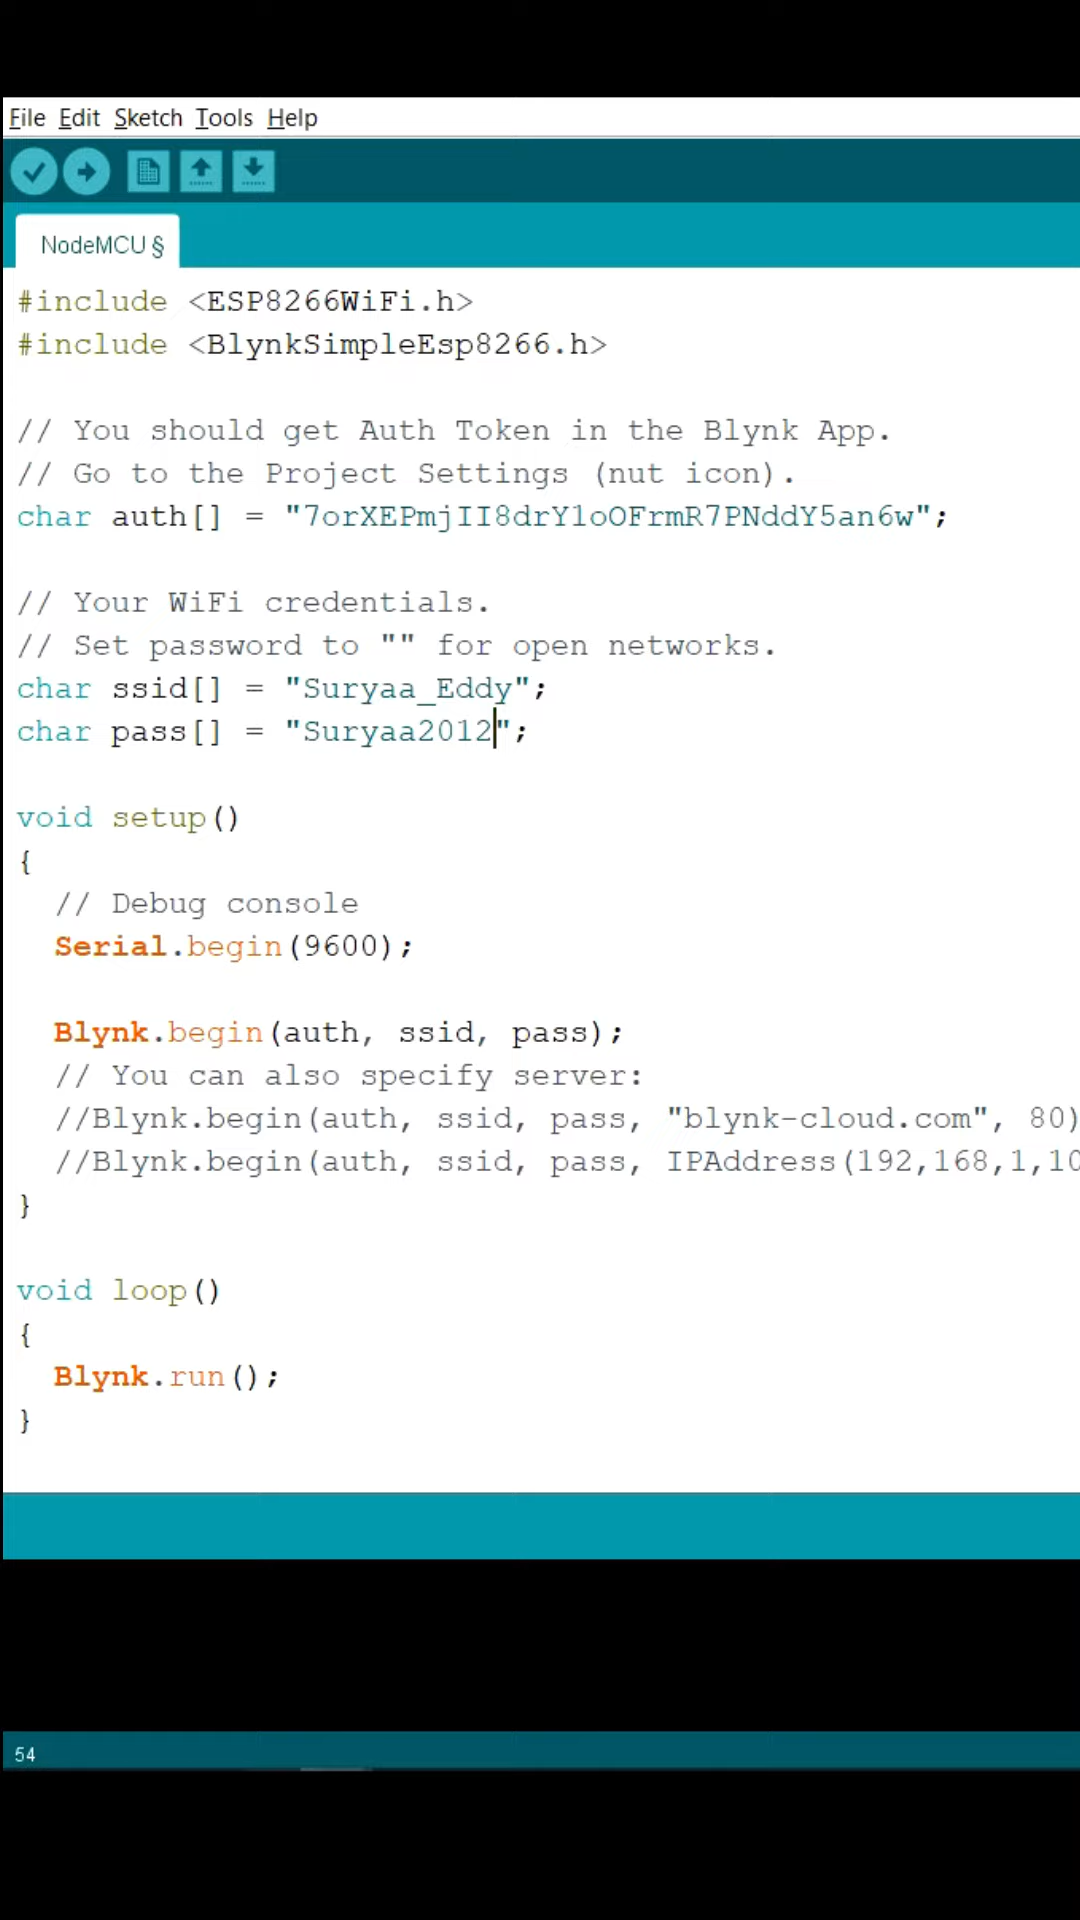 File Edit Sketch Tools Help
NodeMCU §
#include <ESP8266WiFi.h>
#include <BlynkSimpleEsp8266.h>
// You should get Auth Token in the Blynk App.
// Go to the Project Settings (nut icon).
char auth[] = "7orXEPmjII8drY1oOFrmR7PNddY5an6w";
// Your WiFi credentials.
// Set password to "" for open networks.
char ssid[] = "Suryaa_Eddy";
char pass[] = "Suryaa2012";
void setup()
{
// Debug console
Serial.begin(9600);
Blynk.begin(auth, ssid, pass);
// You can also specify server:
//Blynk.begin(auth, ssid, pass, "blynk-cloud.com", 80)
//Blynk.begin(auth, ssid, pass, IPAddress(192,168,1,10
}
void loop()
{
Blynk.run();
}
54